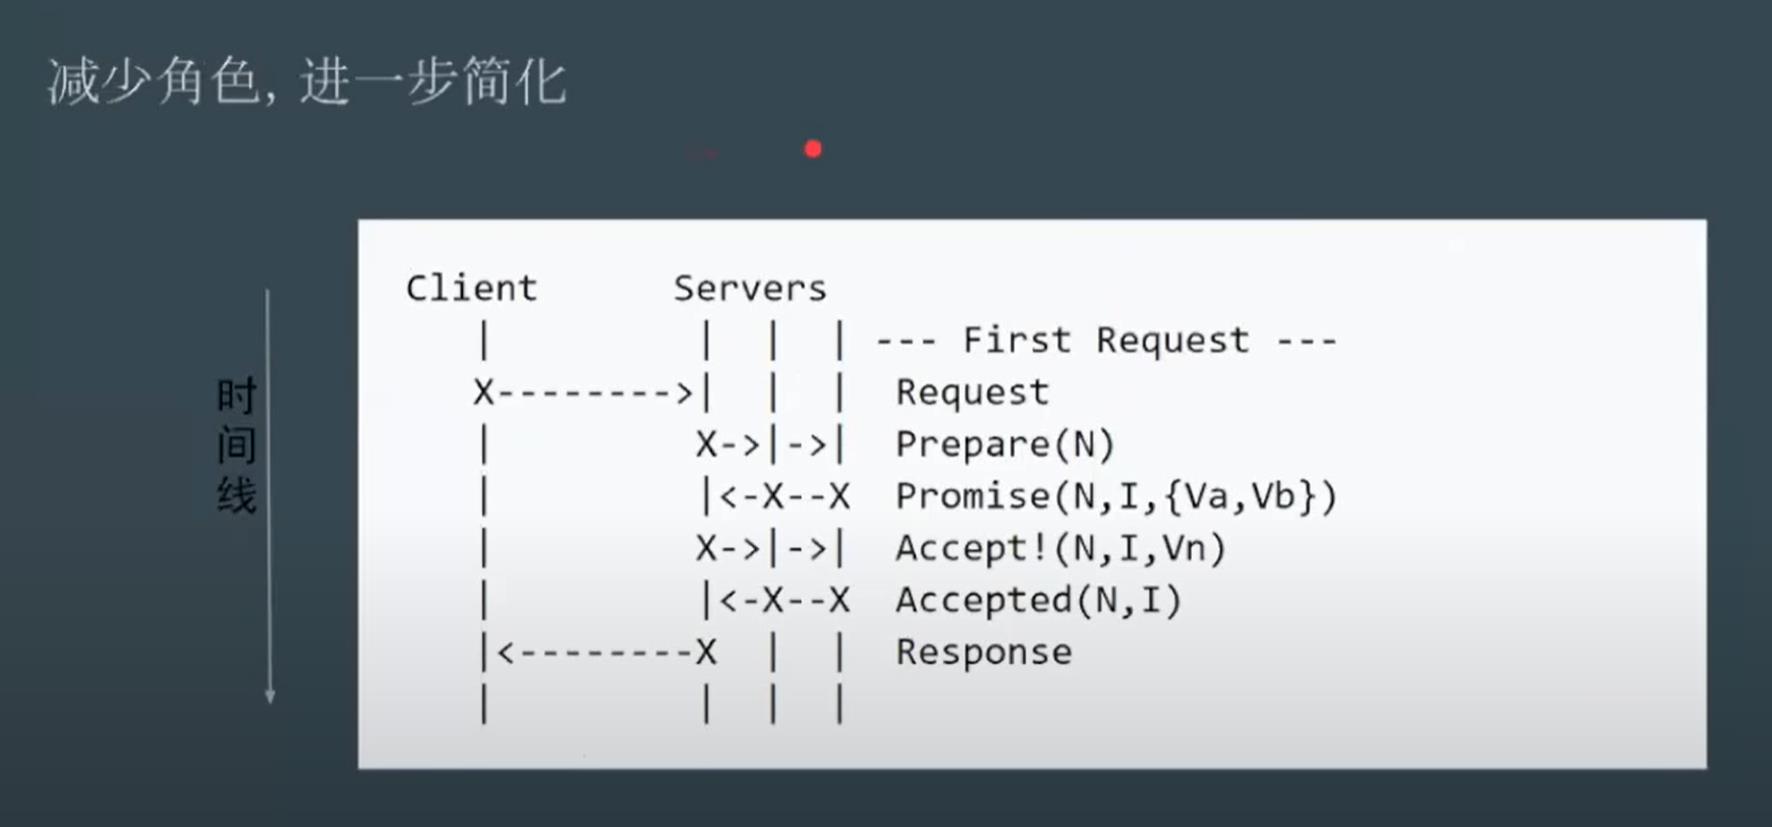 减少角色, 进一步简化
时间线
Client Servers
| | | | --- First Request ---
X-------->| | | Request
| X->|->| Prepare(N)
| |<-X--X Promise(N,I,{Va,Vb})
| X->|->| Accept!(N,I,Vn)
| |<-X--X Accepted(N,I)
|<--------X | | Response
| | | |